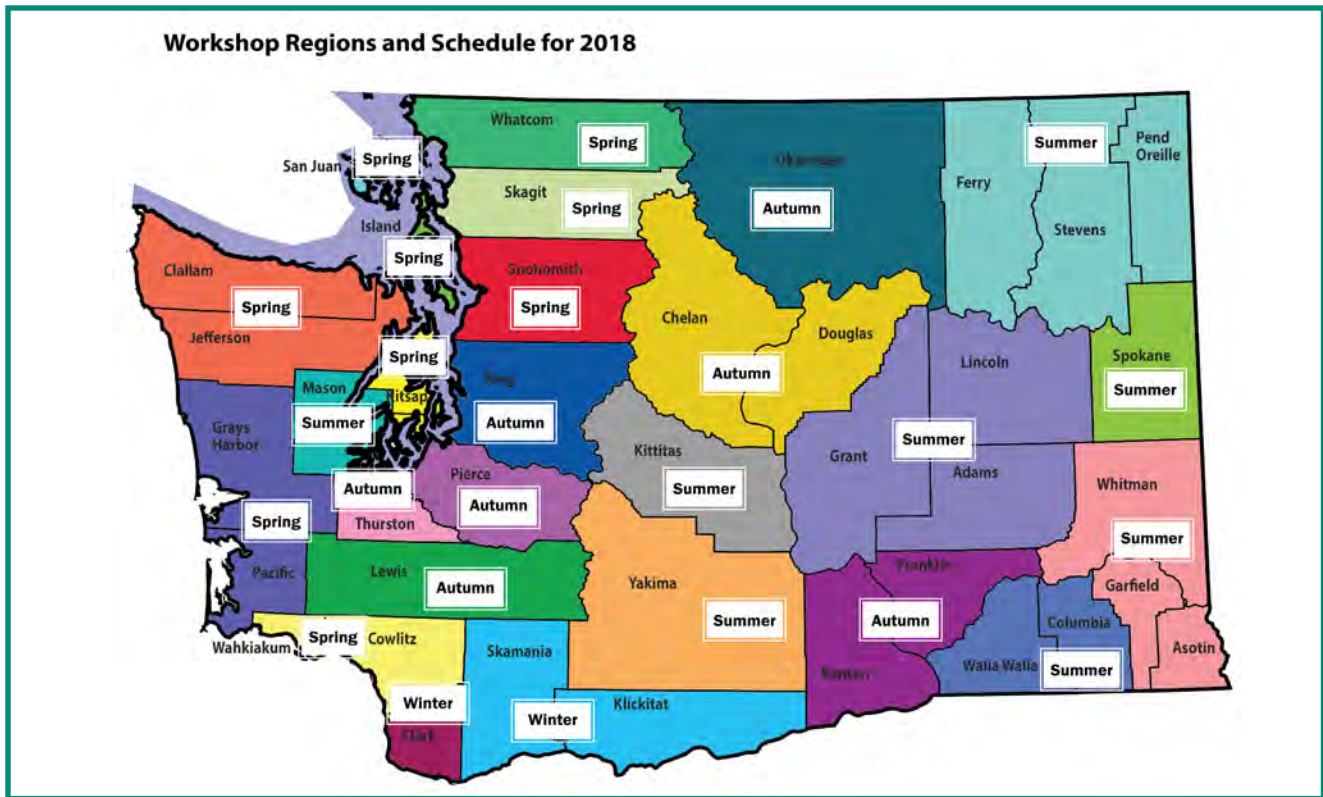 Workshop Regions and Schedule for 2018
Whatcom
Spring
San Juan
Spring
Skagit
Spring
Island
Spring
Okanogan
Autumn
Ferry
Summer
Pend
Oreille
Stevens
Clallam
Spring
Jefferson
Snohomith
Spring
Chelan
Douglas
Autumn
Lincoln
Spokane
Summer
Spring
Kitsap
Mason
Summer
King
Autumn
Grays
Harbor
Kittitas
Summer
Grant
Summer
Adams
Whitman
Summer
Pierce
Autumn
Autumn
Thurston
Spring
Pacific
Lewis
Autumn
Yakima
Summer
Franklin
Autumn
Benton
Garfield
Columbia
Walla Walla
Summer
Asotin
Wahkiakum
Spring
Cowlitz
Skamania
Winter
Clark
Winter
Klickitat